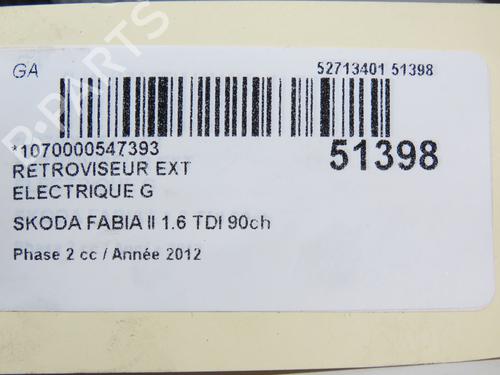 GA
52713401 51398
*1070000547393
51398
RETROVISEUR EXT
ELECTRIQUE G
SKODA FABIA II 1.6 TDI 90ch
Phase 2 cc / Année 2012
B-PARTS